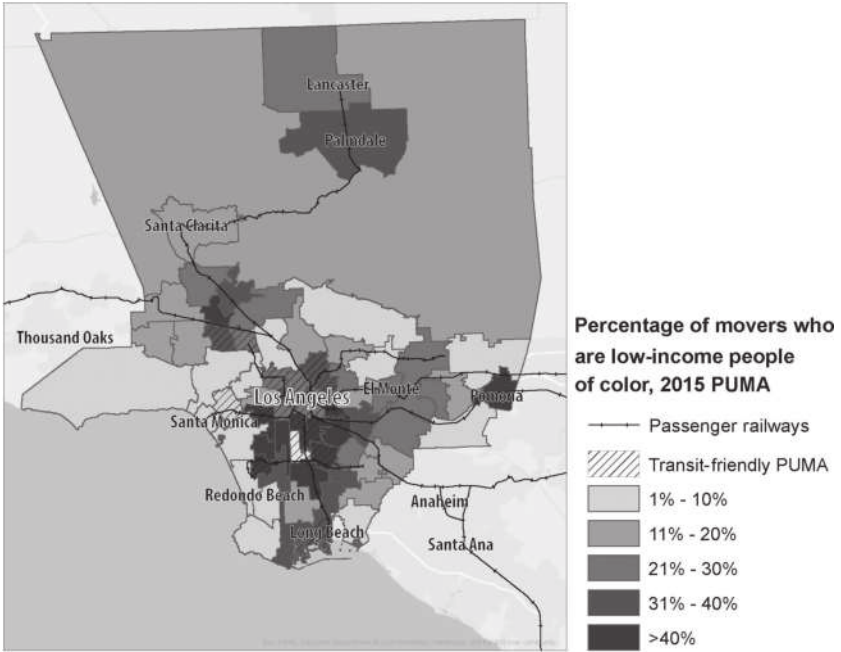 Lancaster
Palmdale
Santa Clarita
Thousand Oaks
Los Angeles
El Monte
Pomona
Santa Monica
Redondo Beach
Anaheim
Long Beach
Santa Ana
Percentage of movers who
are low-income people
of color, 2015 PUMA
Passenger railways
Transit-friendly PUMA
1% - 10%
11% - 20%
21% - 30%
31% - 40%
>40%